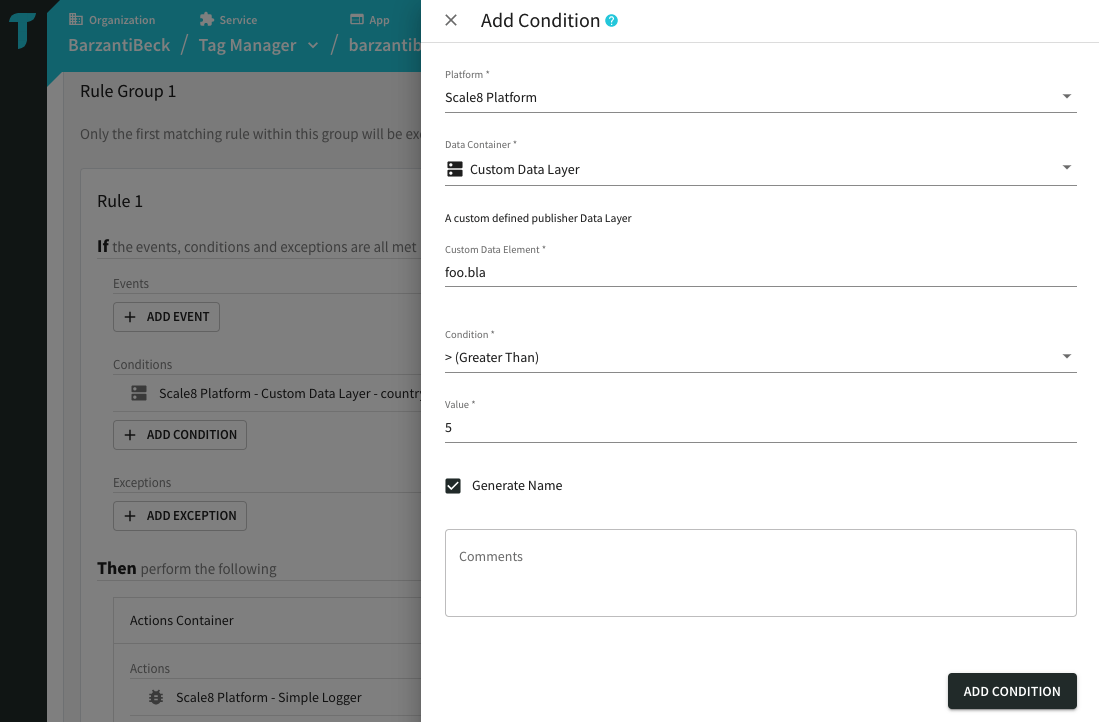 Organization
Service
App
BarzantiBeck / Tag Manager / barzantib
Rule Group 1
Only the first matching rule within this group will be exe
Rule 1
If the events, conditions and exceptions are all met
Events
+ ADD EVENT
Conditions
Scale8 Platform - Custom Data Layer - country
+ ADD CONDITION
Exceptions
+ ADD EXCEPTION
Then perform the following
Actions Container
Actions
Scale8 Platform - Simple Logger
Add Condition ?
Platform *
Scale8 Platform
Data Container *
Custom Data Layer
A custom defined publisher Data Layer
Custom Data Element *
foo.bla
Condition *
> (Greater Than)
Value *
5
Generate Name
Comments
ADD CONDITION